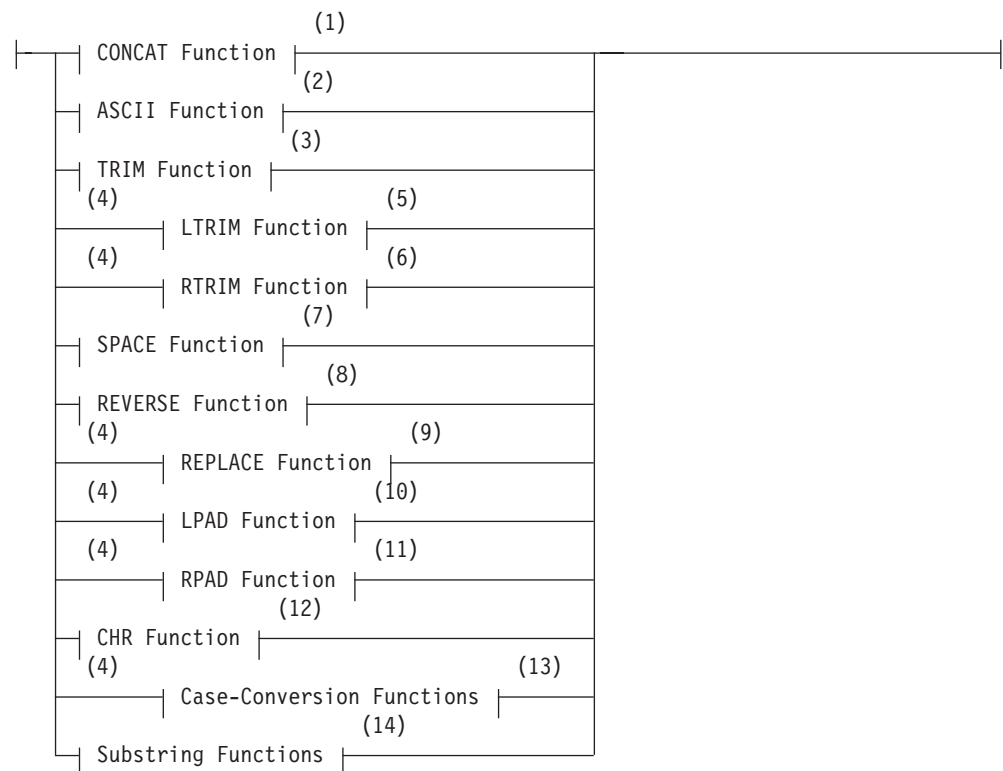 (1)
CONCAT Function
(2)
ASCII Function
(3)
TRIM Function
(4) (5)
LTRIM Function
(4) (6)
RTRIM Function
(7)
SPACE Function
(8)
REVERSE Function
(4) (9)
REPLACE Function
(4) (10)
LPAD Function
(4) (11)
RPAD Function
(12)
CHR Function
(4) (13)
Case-Conversion Functions
(14)
Substring Functions